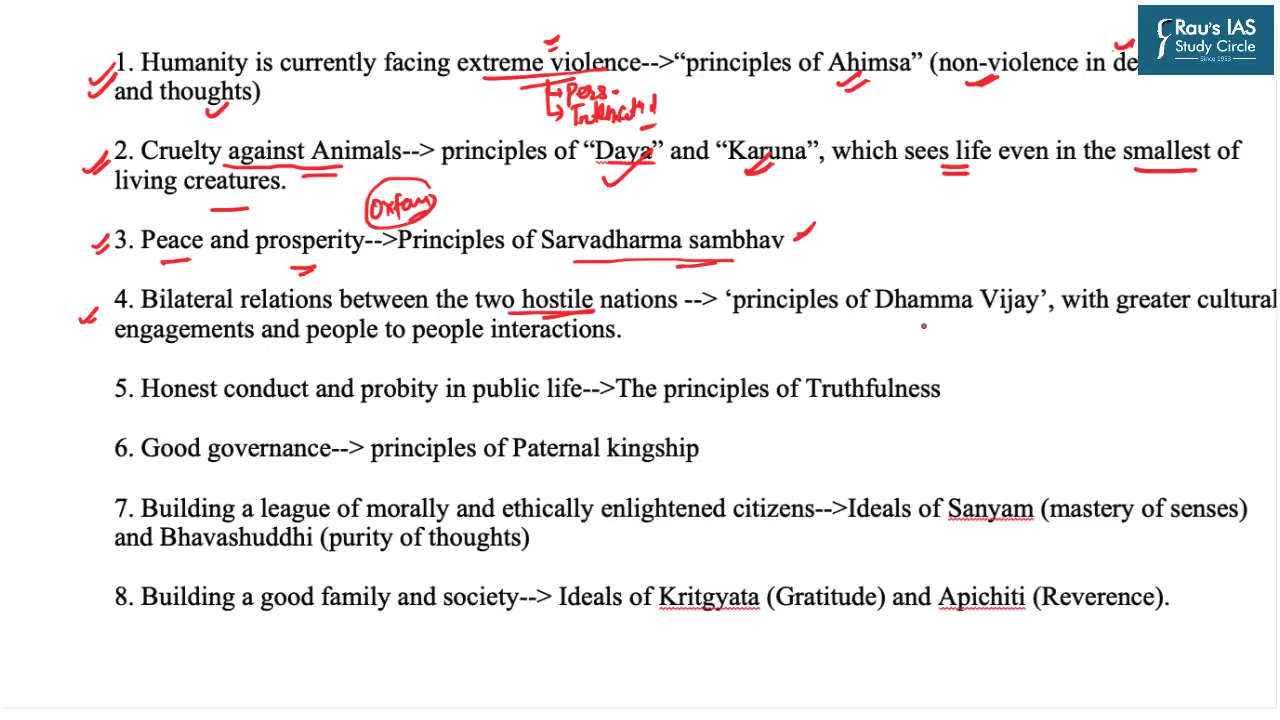 Rau's IAS
Study Circle
Since 1953
1. Humanity is currently facing extreme violence-->“principles of Ahimsa” (non-violence in de
and thoughts)
Pers.
2. Cruelty against Animals--> principles of “Daya” and “Karuna”, which sees life even in the smallest of
living creatures.
Oxfam
3. Peace and prosperity-->Principles of Sarvadharma sambhav
4. Bilateral relations between the two hostile nations --> ‘principles of Dhamma Vijay’, with greater cultural
engagements and people to people interactions.
5. Honest conduct and probity in public life-->The principles of Truthfulness
6. Good governance--> principles of Paternal kingship
7. Building a league of morally and ethically enlightened citizens-->Ideals of Sanyam (mastery of senses)
and Bhavashuddhi (purity of thoughts)
8. Building a good family and society--> Ideals of Kritgyata (Gratitude) and Apichiti (Reverence).